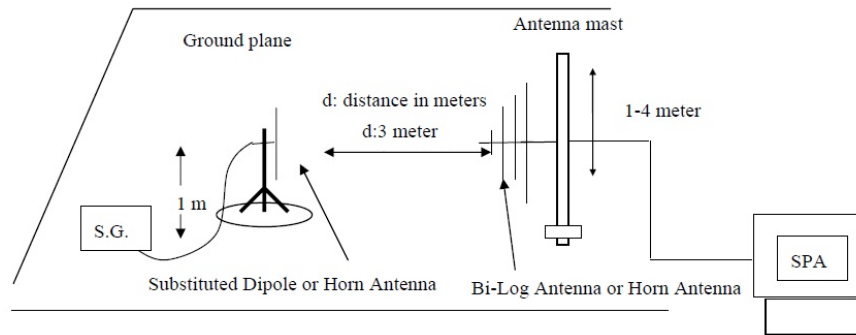 Antenna mast
Ground plane
d: distance in meters
d:3 meter
1-4 meter
1 m
S.G.
SPA
Substituted Dipole or Horn Antenna
Bi-Log Antenna or Horn Antenna